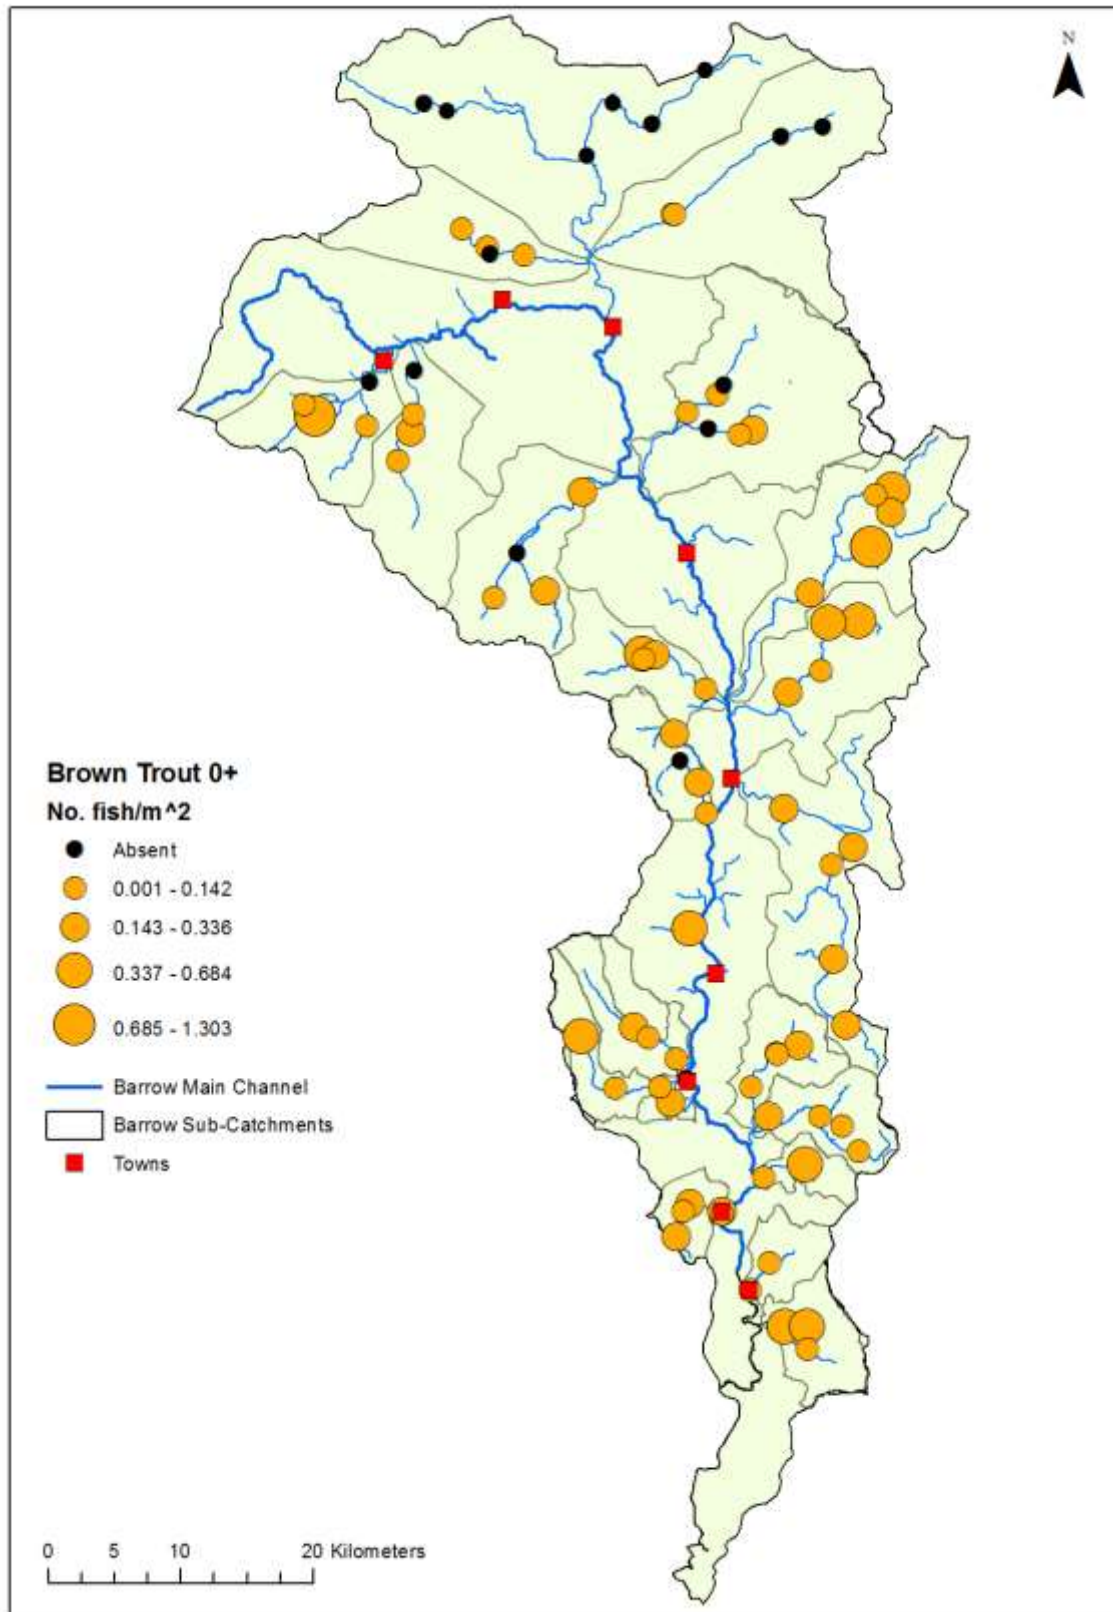 N
Brown Trout 0+
No. fish/m^2
Absent
0.001 - 0.142
0.143 - 0.336
0.337 - 0.684
0.685 - 1.303
Barrow Main Channel
Barrow Sub-Catchments
Towns
0 5 10 20 Kilometers